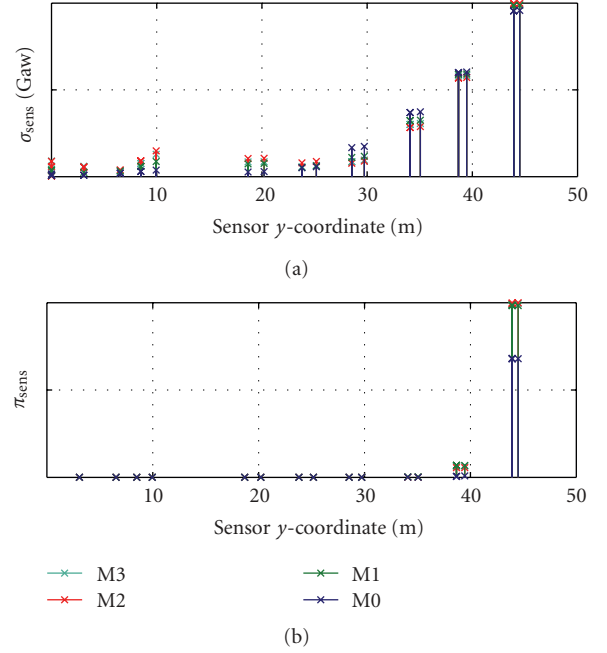 σsens (Gaw)
10 20 30 40 50
Sensor y-coordinate (m)
(a)
πsens
10 20 30 40 50
Sensor y-coordinate (m)
M3 M1
M2 M0
(b)